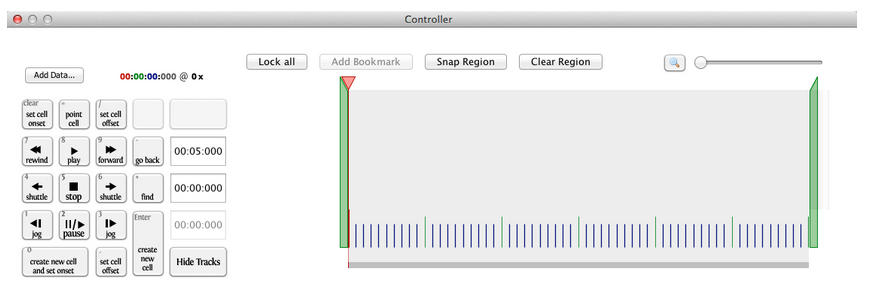 Controller
Add Data...
00:00:00:000 @ 0 x
Lock all
Add Bookmark
Snap Region
Clear Region
clear
set cell
onset
=
point
cell
/
set cell
offset
7
rewind
8
play
9
forward
-
go back
00:05:000
4
shuttle
5
stop
6
shuttle
+
find
00:00:000
1
jog
2
pause
3
jog
Enter
create
new
cell
00:00:000
0
create new cell
and set onset
.
set cell
offset
Hide Tracks